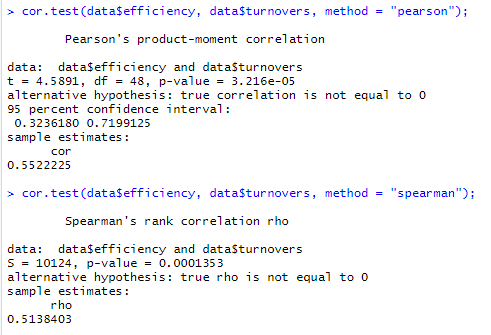 > cor.test(data$efficiency, data$turnovers, method = "pearson");
Pearson's product-moment correlation
data:  data$efficiency and data$turnovers
t = 4.5891, df = 48, p-value = 3.216e-05
alternative hypothesis: true correlation is not equal to 0
95 percent confidence interval:
0.3236180 0.7199125
sample estimates:
cor
0.5522225
> cor.test(data$efficiency, data$turnovers, method = "spearman");
Spearman's rank correlation rho
data:  data$efficiency and data$turnovers
S = 10124, p-value = 0.0001353
alternative hypothesis: true rho is not equal to 0
sample estimates:
rho
0.5138403